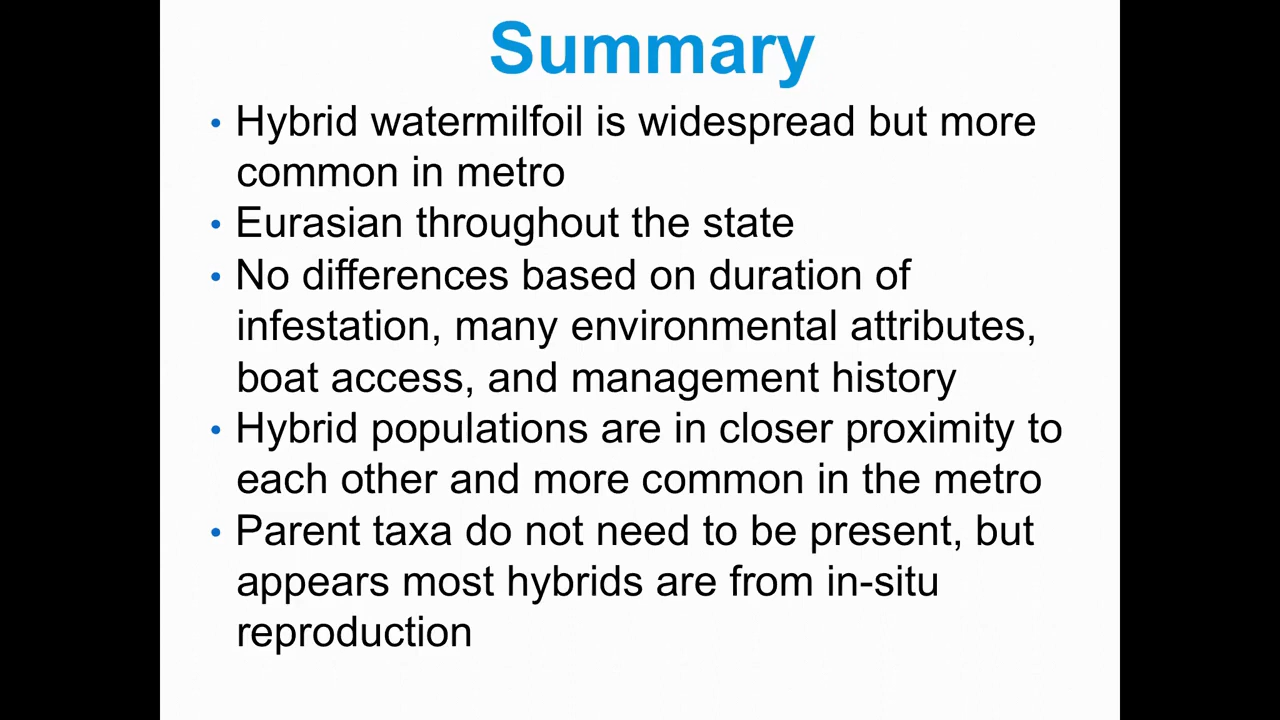 Summary
• Hybrid watermilfoil is widespread but more
common in metro
• Eurasian throughout the state
• No differences based on duration of
infestation, many environmental attributes,
boat access, and management history
• Hybrid populations are in closer proximity to
each other and more common in the metro
• Parent taxa do not need to be present, but
appears most hybrids are from in-situ
reproduction